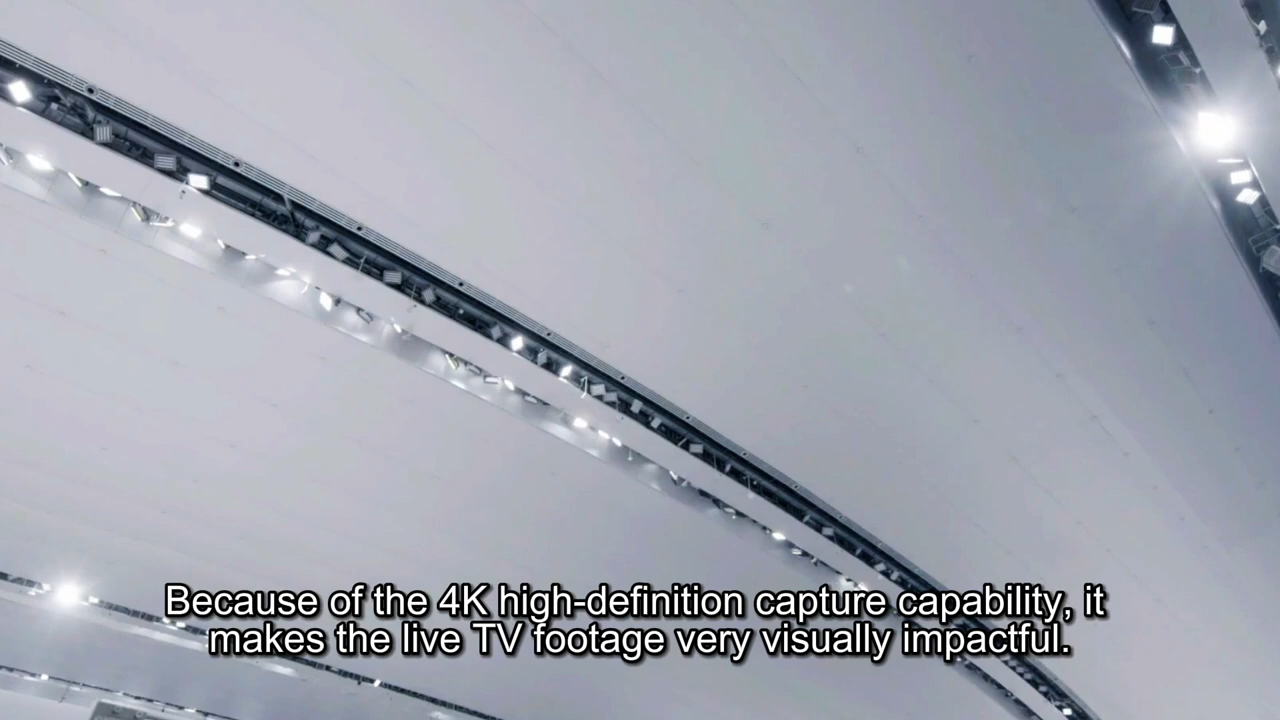 Because of the 4K high-definition capture capability, it
makes the live TV footage very visually impactful.